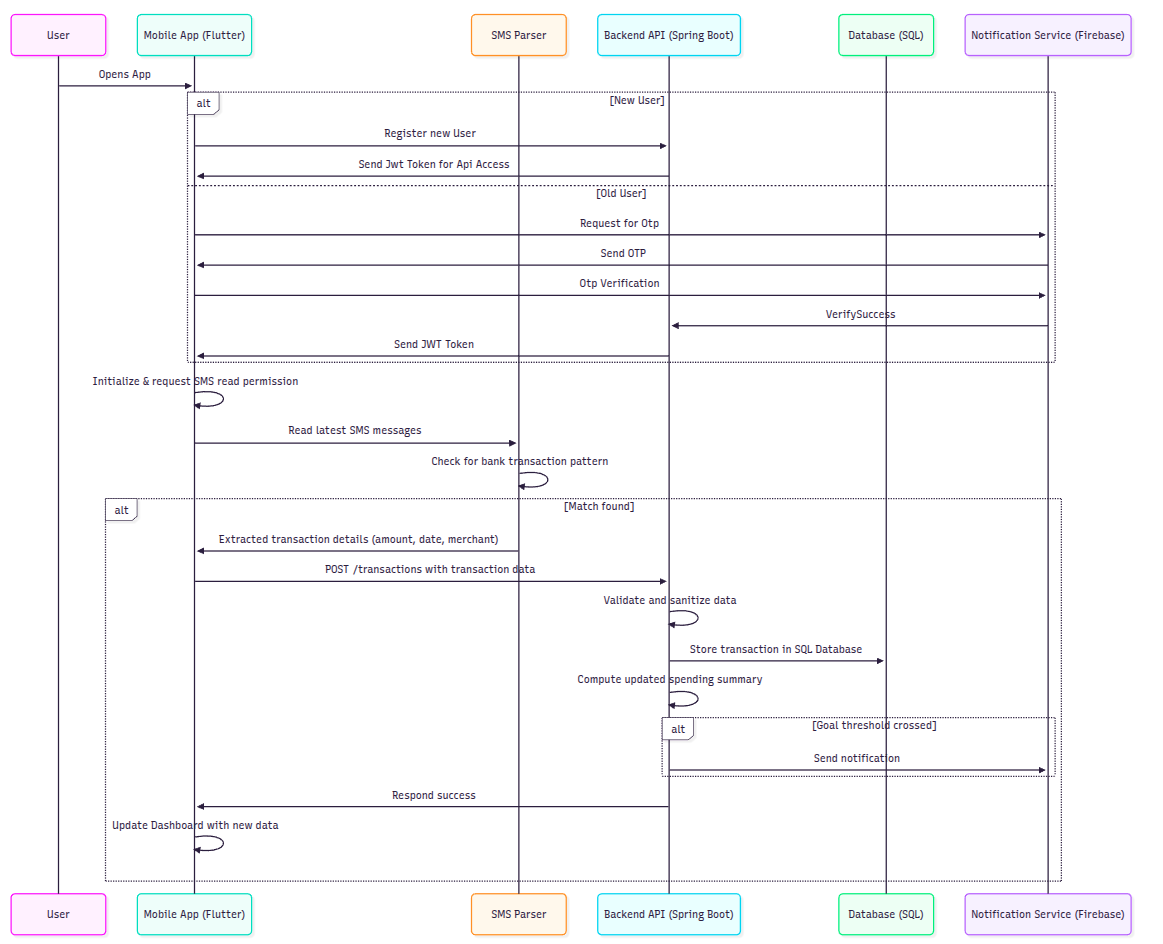 User
Mobile App (Flutter)
SMS Parser
Backend API (Spring Boot)
Database (SQL)
Notification Service (Firebase)
Opens App
alt
[New User]
Register new User
Send Jwt Token for Api Access
[Old User]
Request for Otp
Send OTP
Otp Verification
VerifySuccess
Send JWT Token
Initialize & request SMS read permission
Read latest SMS messages
Check for bank transaction pattern
alt
[Match found]
Extracted transaction details (amount, date, merchant)
POST /transactions with transaction data
Validate and sanitize data
Store transaction in SQL Database
Compute updated spending summary
alt
[Goal threshold crossed]
Send notification
Respond success
Update Dashboard with new data
User
Mobile App (Flutter)
SMS Parser
Backend API (Spring Boot)
Database (SQL)
Notification Service (Firebase)